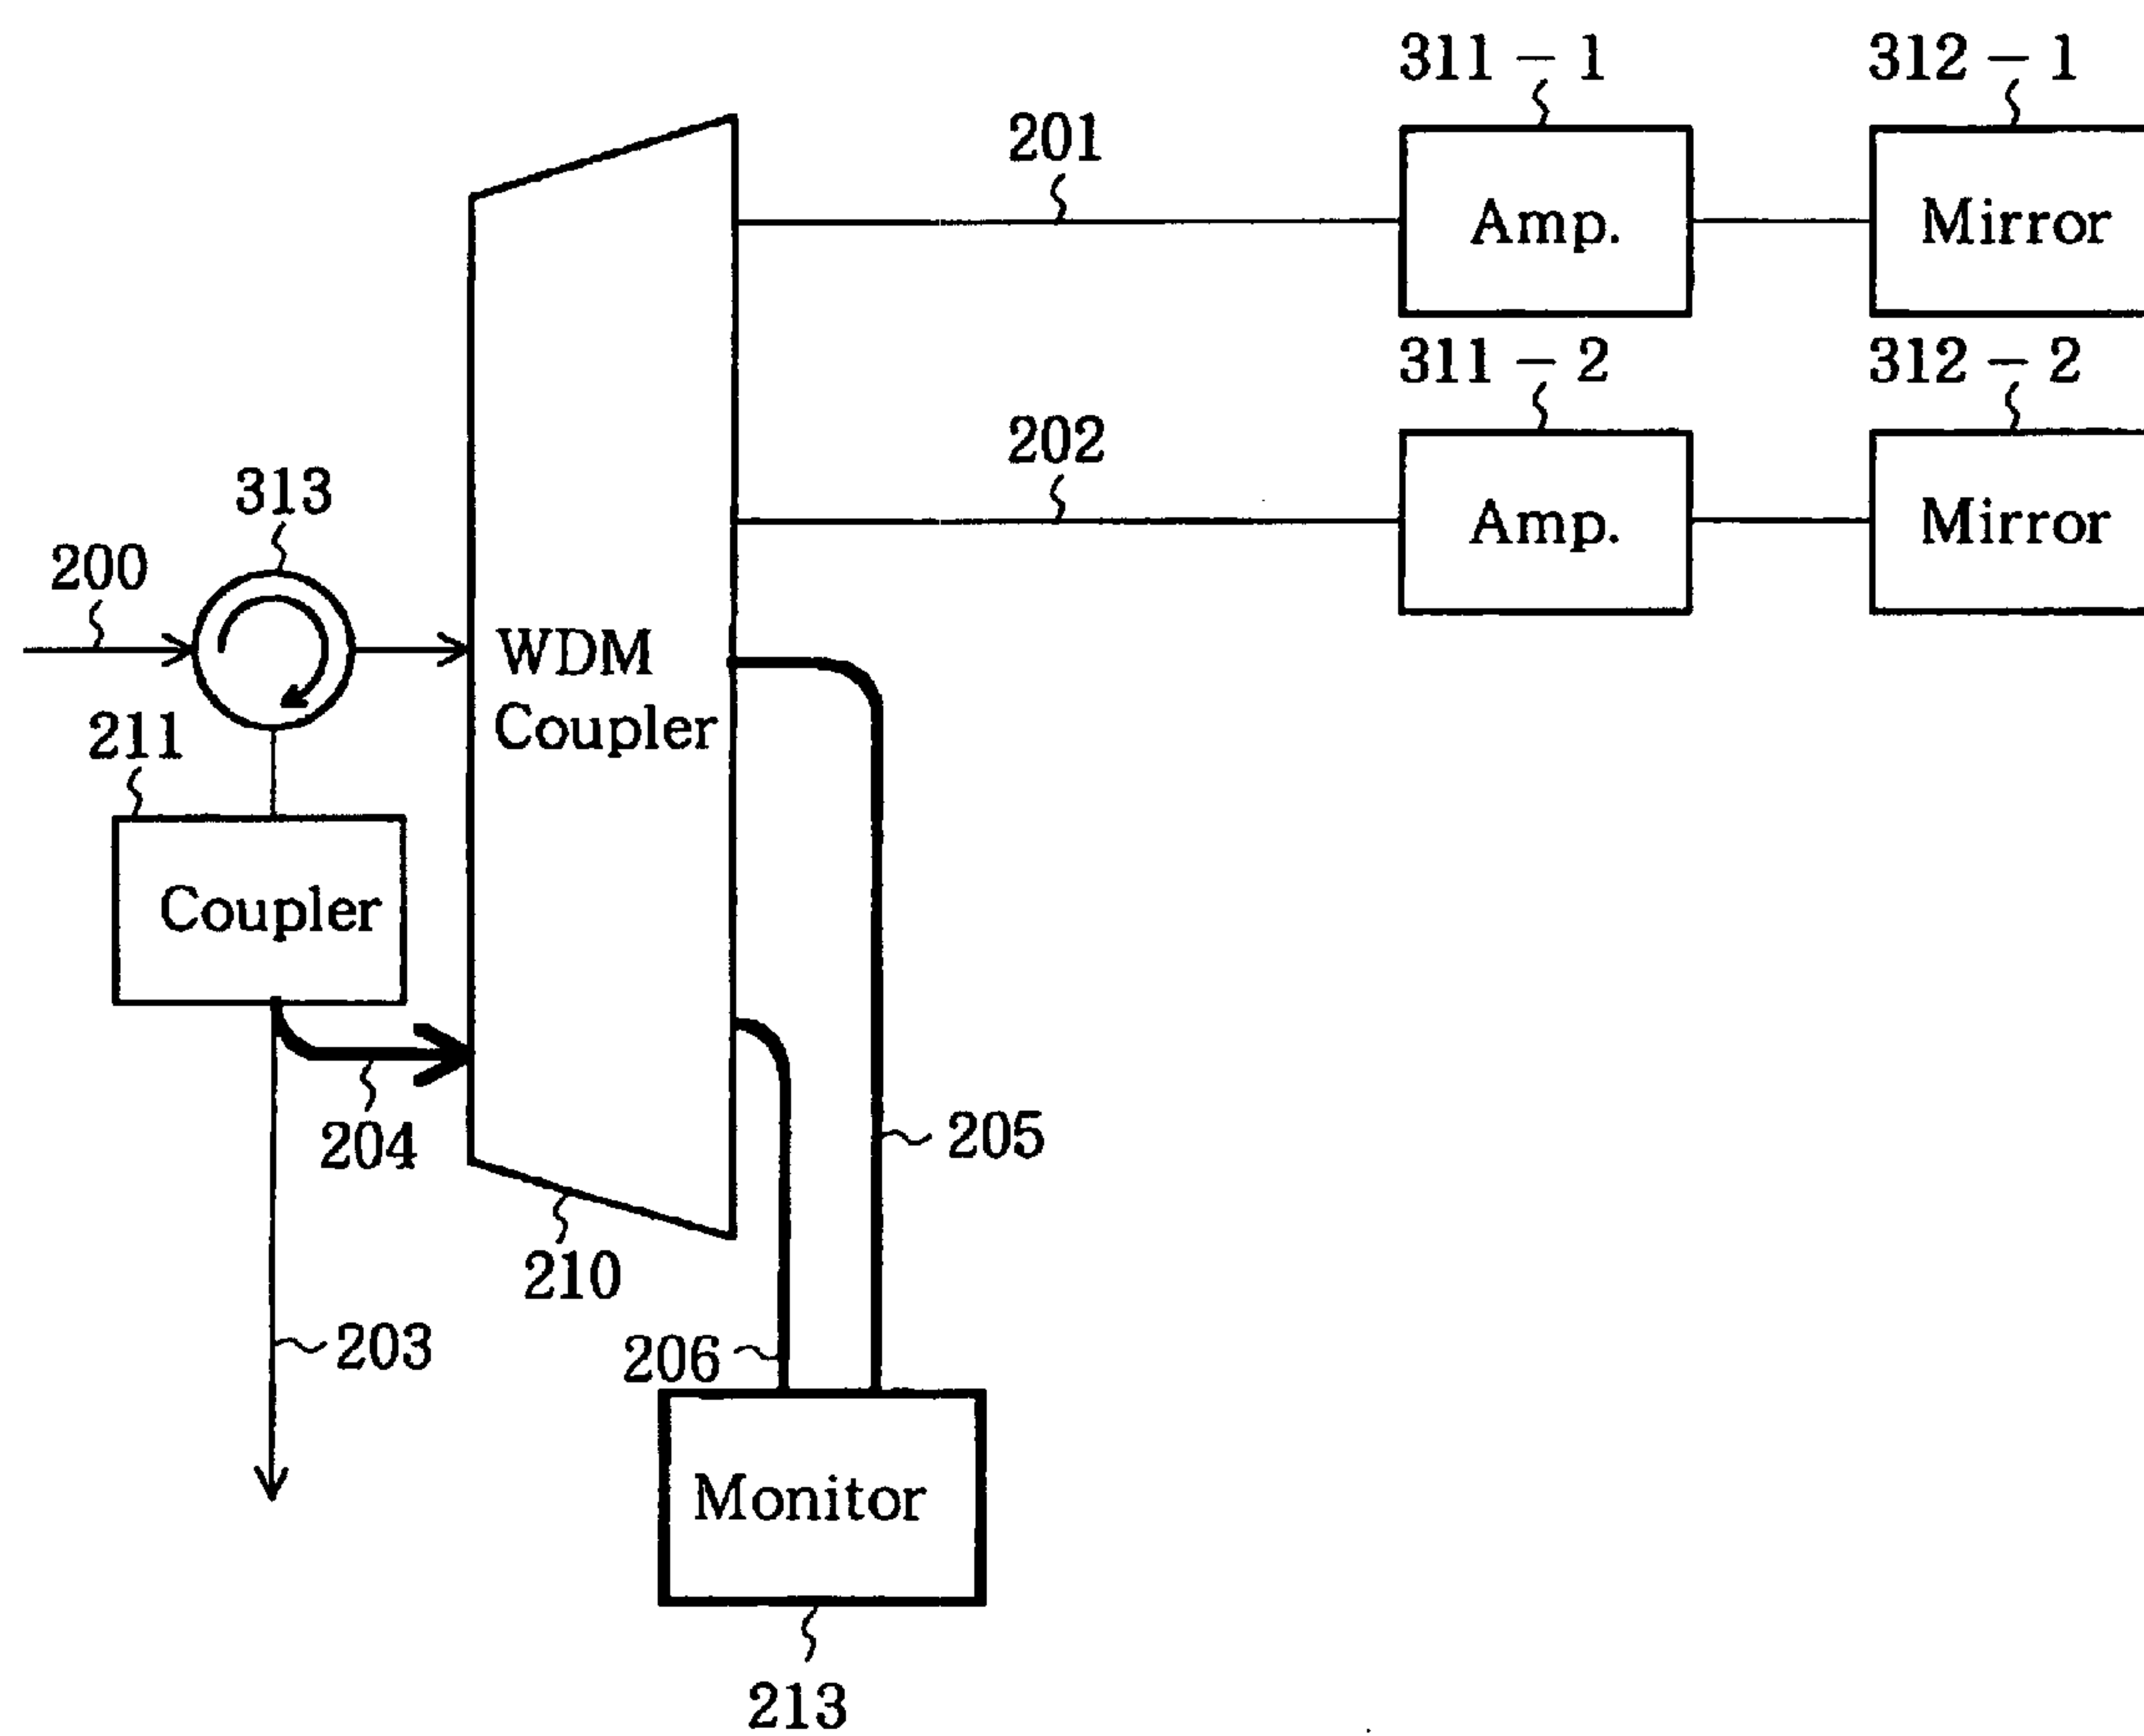 311 − 1
312 − 1
201
Amp.
Mirror
311 − 2
312 − 2
202
Amp.
Mirror
313
200
WDM
Coupler
211
Coupler
204
205
210
203
206
Monitor
213